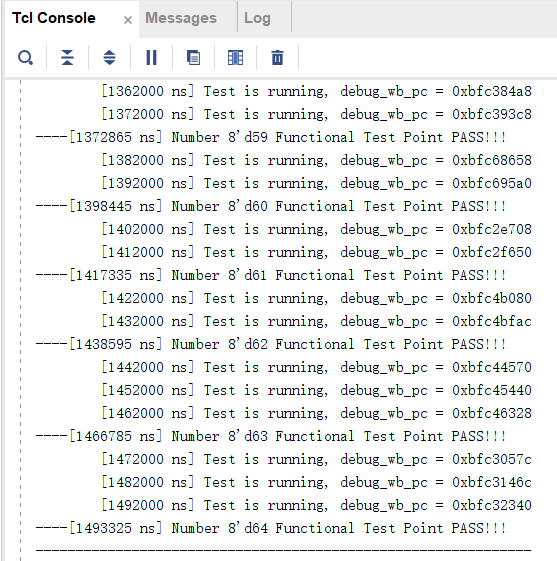 Tcl Console × Messages Log
[1362000 ns] Test is running, debug_wb_pc = 0xbfc384a8
[1372000 ns] Test is running, debug_wb_pc = 0xbfc393c8
----[1372865 ns] Number 8'd59 Functional Test Point PASS!!!
[1382000 ns] Test is running, debug_wb_pc = 0xbfc68658
[1392000 ns] Test is running, debug_wb_pc = 0xbfc695a0
----[1398445 ns] Number 8'd60 Functional Test Point PASS!!!
[1402000 ns] Test is running, debug_wb_pc = 0xbfc2e708
[1412000 ns] Test is running, debug_wb_pc = 0xbfc2f650
----[1417335 ns] Number 8'd61 Functional Test Point PASS!!!
[1422000 ns] Test is running, debug_wb_pc = 0xbfc4b080
[1432000 ns] Test is running, debug_wb_pc = 0xbfc4bfac
----[1438595 ns] Number 8'd62 Functional Test Point PASS!!!
[1442000 ns] Test is running, debug_wb_pc = 0xbfc44570
[1452000 ns] Test is running, debug_wb_pc = 0xbfc45440
[1462000 ns] Test is running, debug_wb_pc = 0xbfc46328
----[1466785 ns] Number 8'd63 Functional Test Point PASS!!!
[1472000 ns] Test is running, debug_wb_pc = 0xbfc3057c
[1482000 ns] Test is running, debug_wb_pc = 0xbfc3146c
[1492000 ns] Test is running, debug_wb_pc = 0xbfc32340
----[1493325 ns] Number 8'd64 Functional Test Point PASS!!!
--------------------------------------------------------------